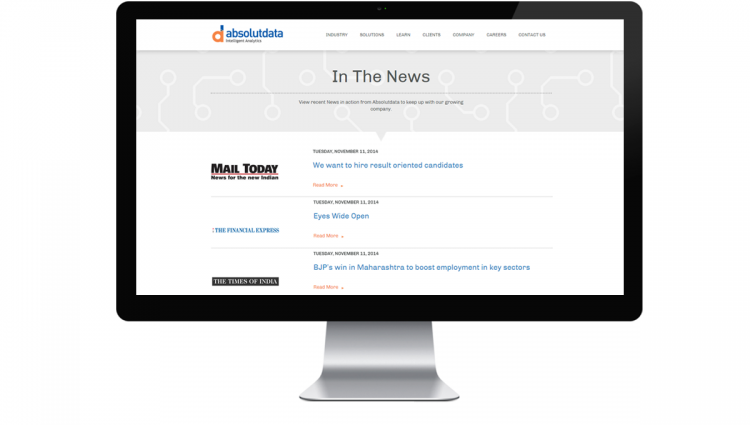 absolutdata
Intelligent Analytics
INDUSTRY SOLUTIONS LEARN CLIENTS COMPANY CAREERS CONTACT US
In The News
View recent News in action from Absolutdata to keep up with our growing
company.
TUESDAY, NOVEMBER 11, 2014
MAIL TODAY
News for the new Indian
We want to hire result oriented candidates
Read More
TUESDAY, NOVEMBER 11, 2014
THE FINANCIAL EXPRESS
Eyes Wide Open
Read More
TUESDAY, NOVEMBER 11, 2014
THE TIMES OF INDIA
BJP's win in Maharashtra to boost employment in key sectors
Read More